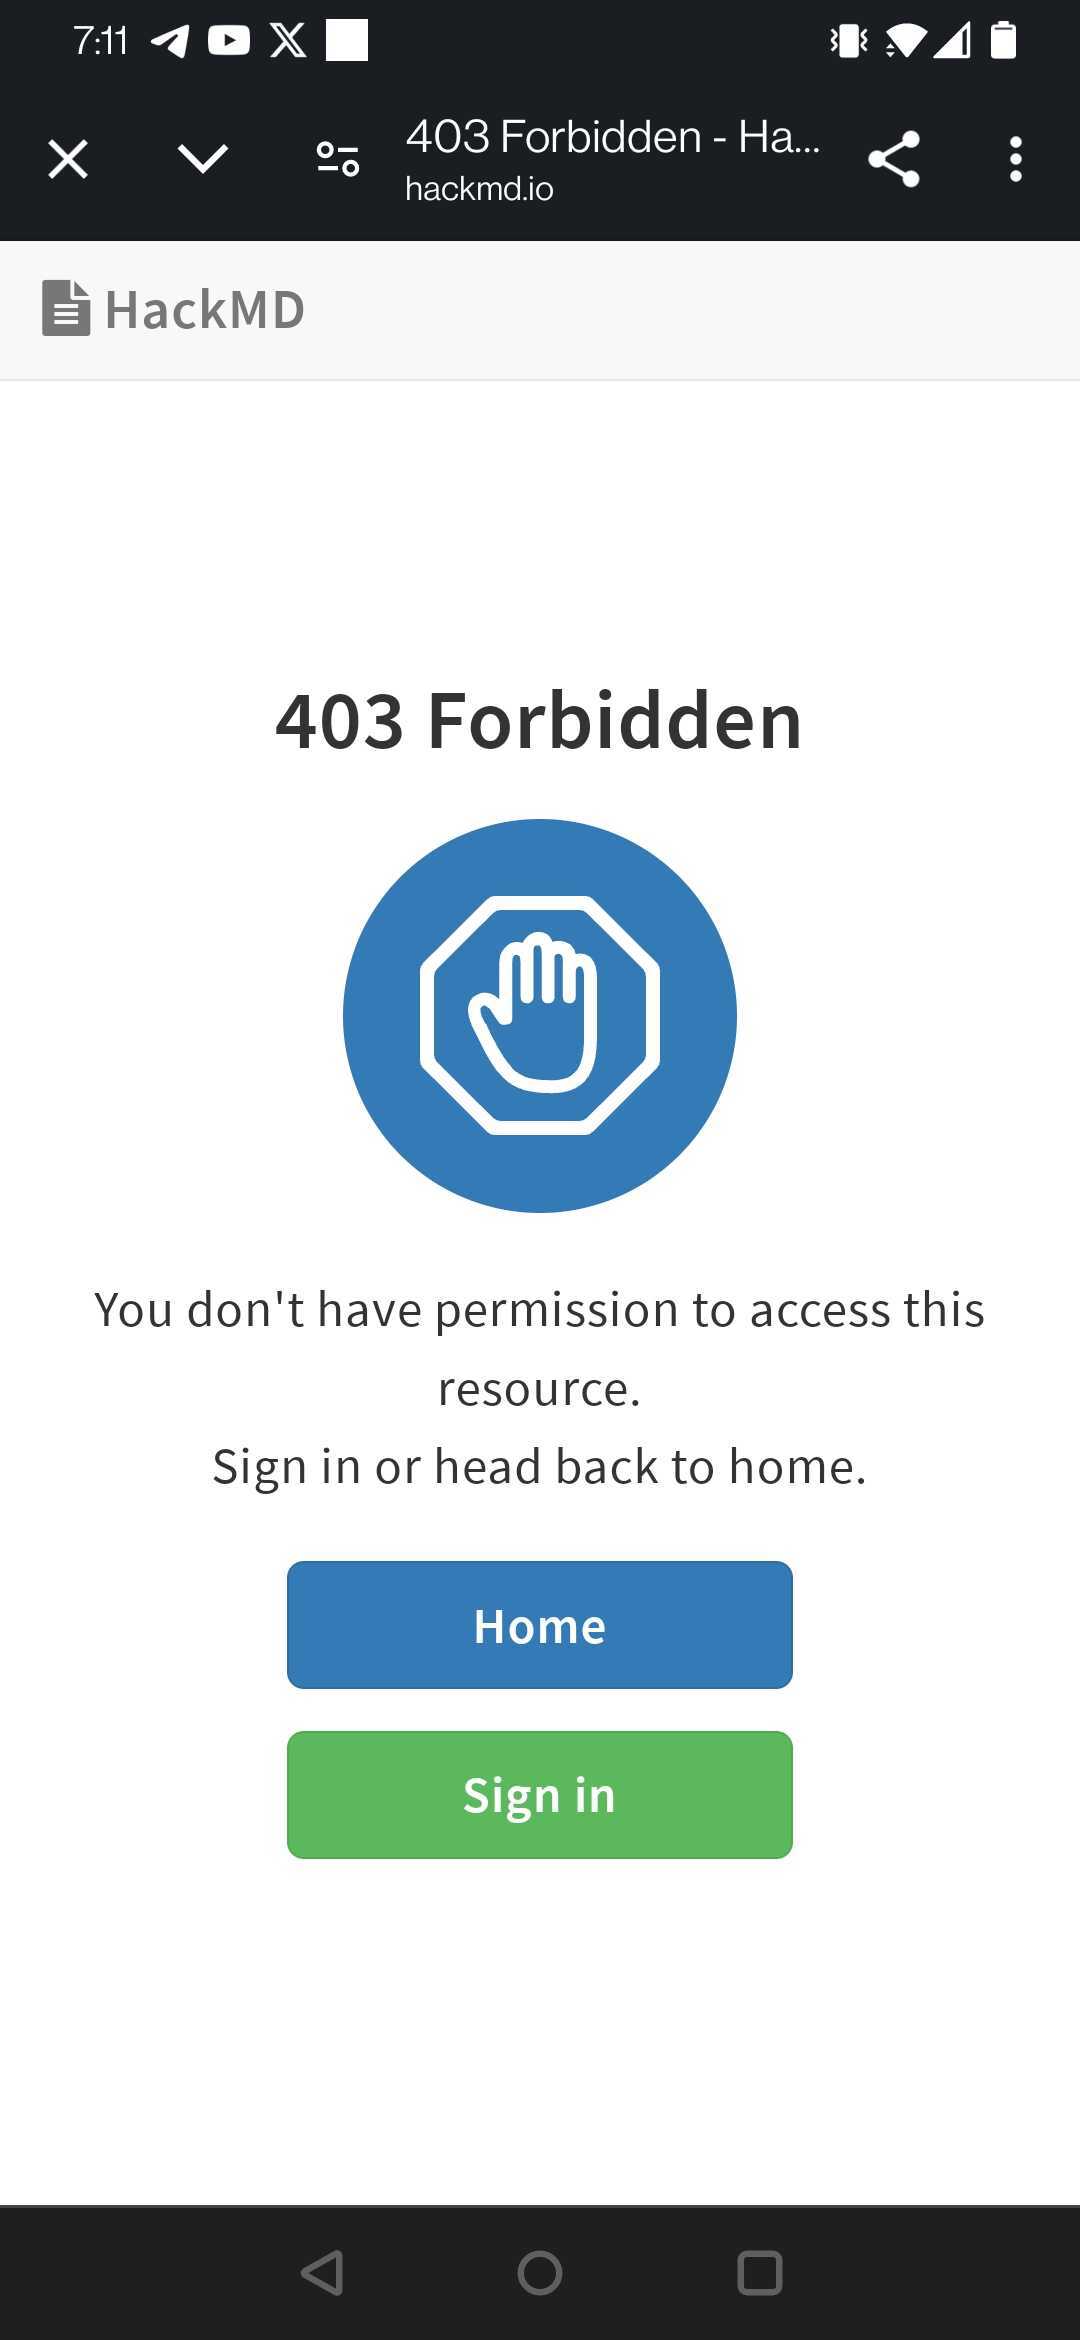 7:11
403 Forbidden - Ha...
hackmd.io
HackMD
403 Forbidden
You don't have permission to access this
resource.
Sign in or head back to home.
Home
Sign in